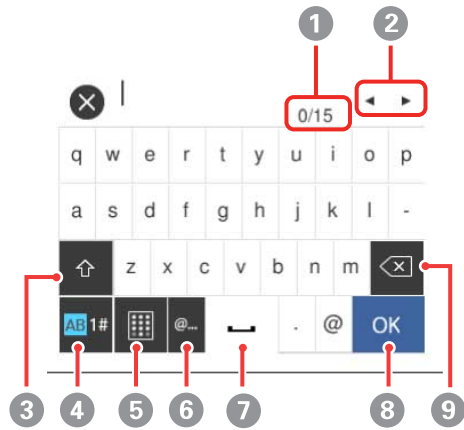 1 2
0/15
q w e r t y u i o p
a s d f g h j k l -
z x c v b n m
AB 1# @... . @ OK
3 4 5 6 7 8 9